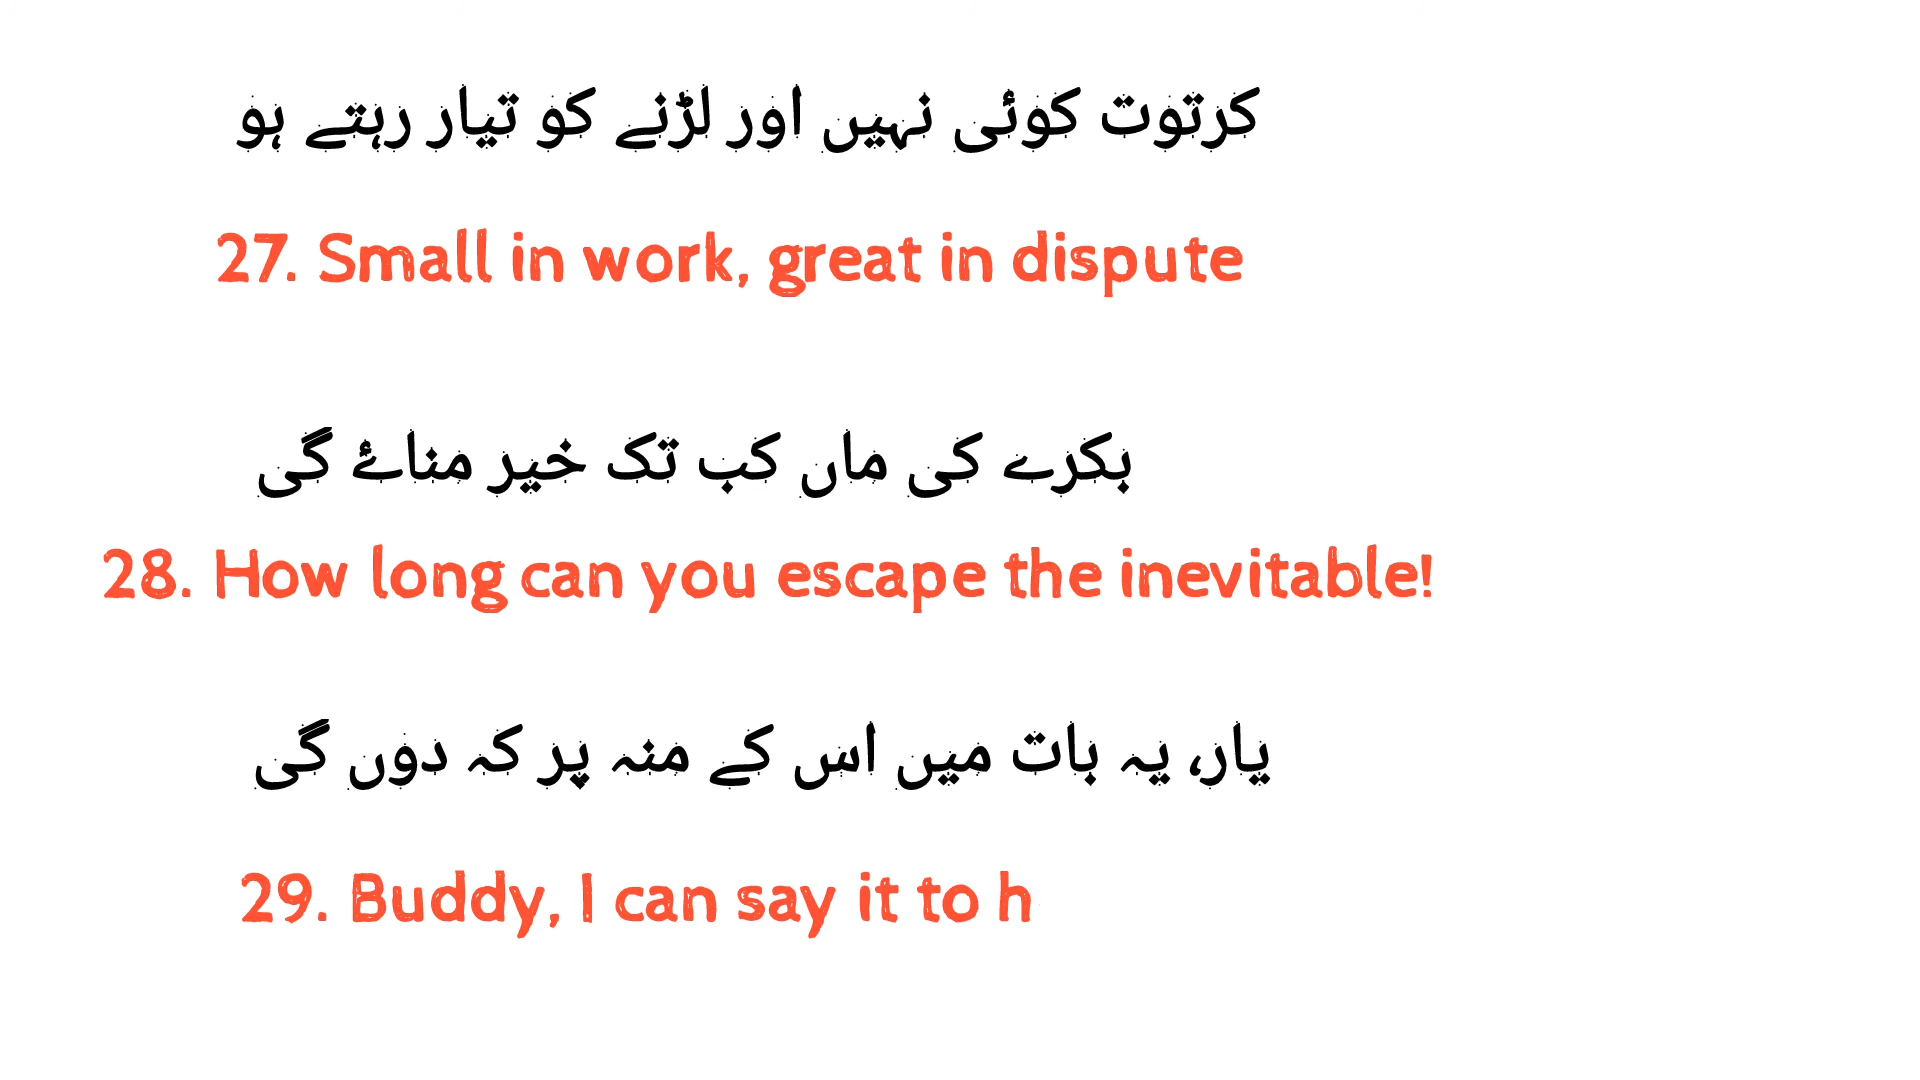 کرتوت کوئی نہیں اور لڑنے کو تیار رہتے ہو
27. Small in work, great in dispute
بکرے کی ماں کب تک خیر مناۓ گی
28. How long can you escape the inevitable!
یار، یہ بات میں اس کے منہ پر کہ دوں گی
29. Buddy, I can say it to h